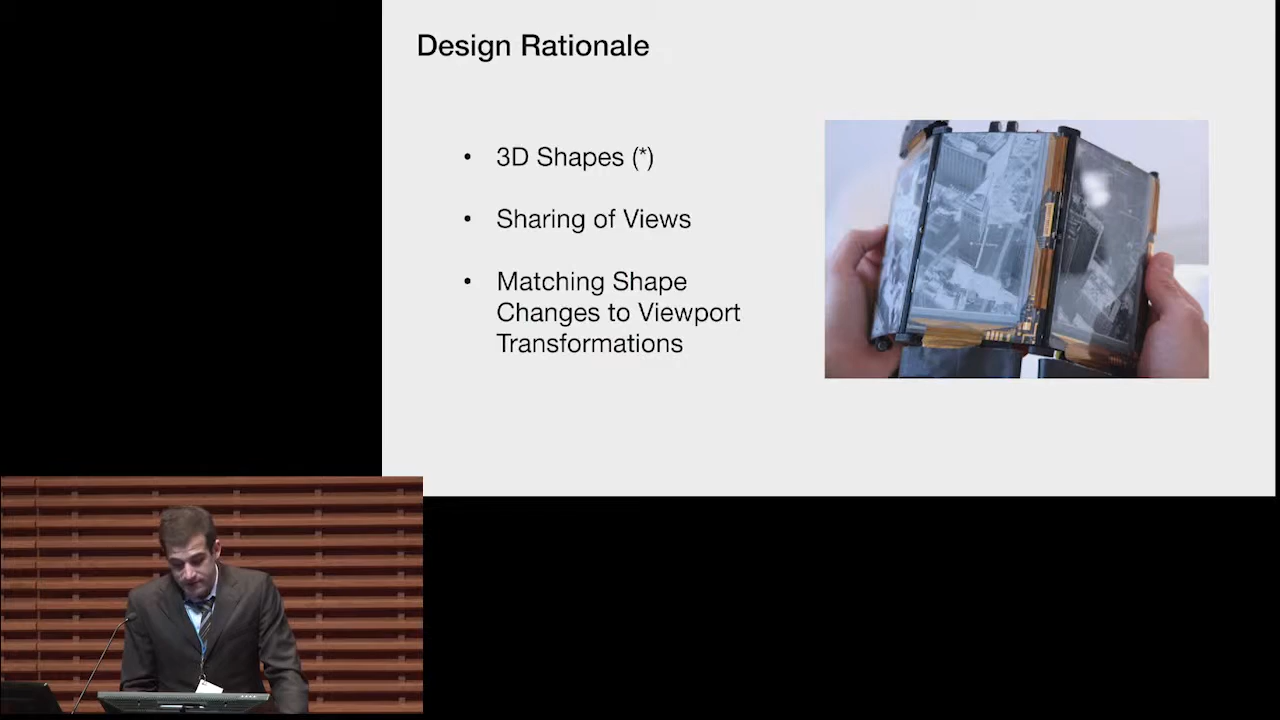 Design Rationale
• 3D Shapes (*)
• Sharing of Views
• Matching Shape
Changes to Viewport
Transformations